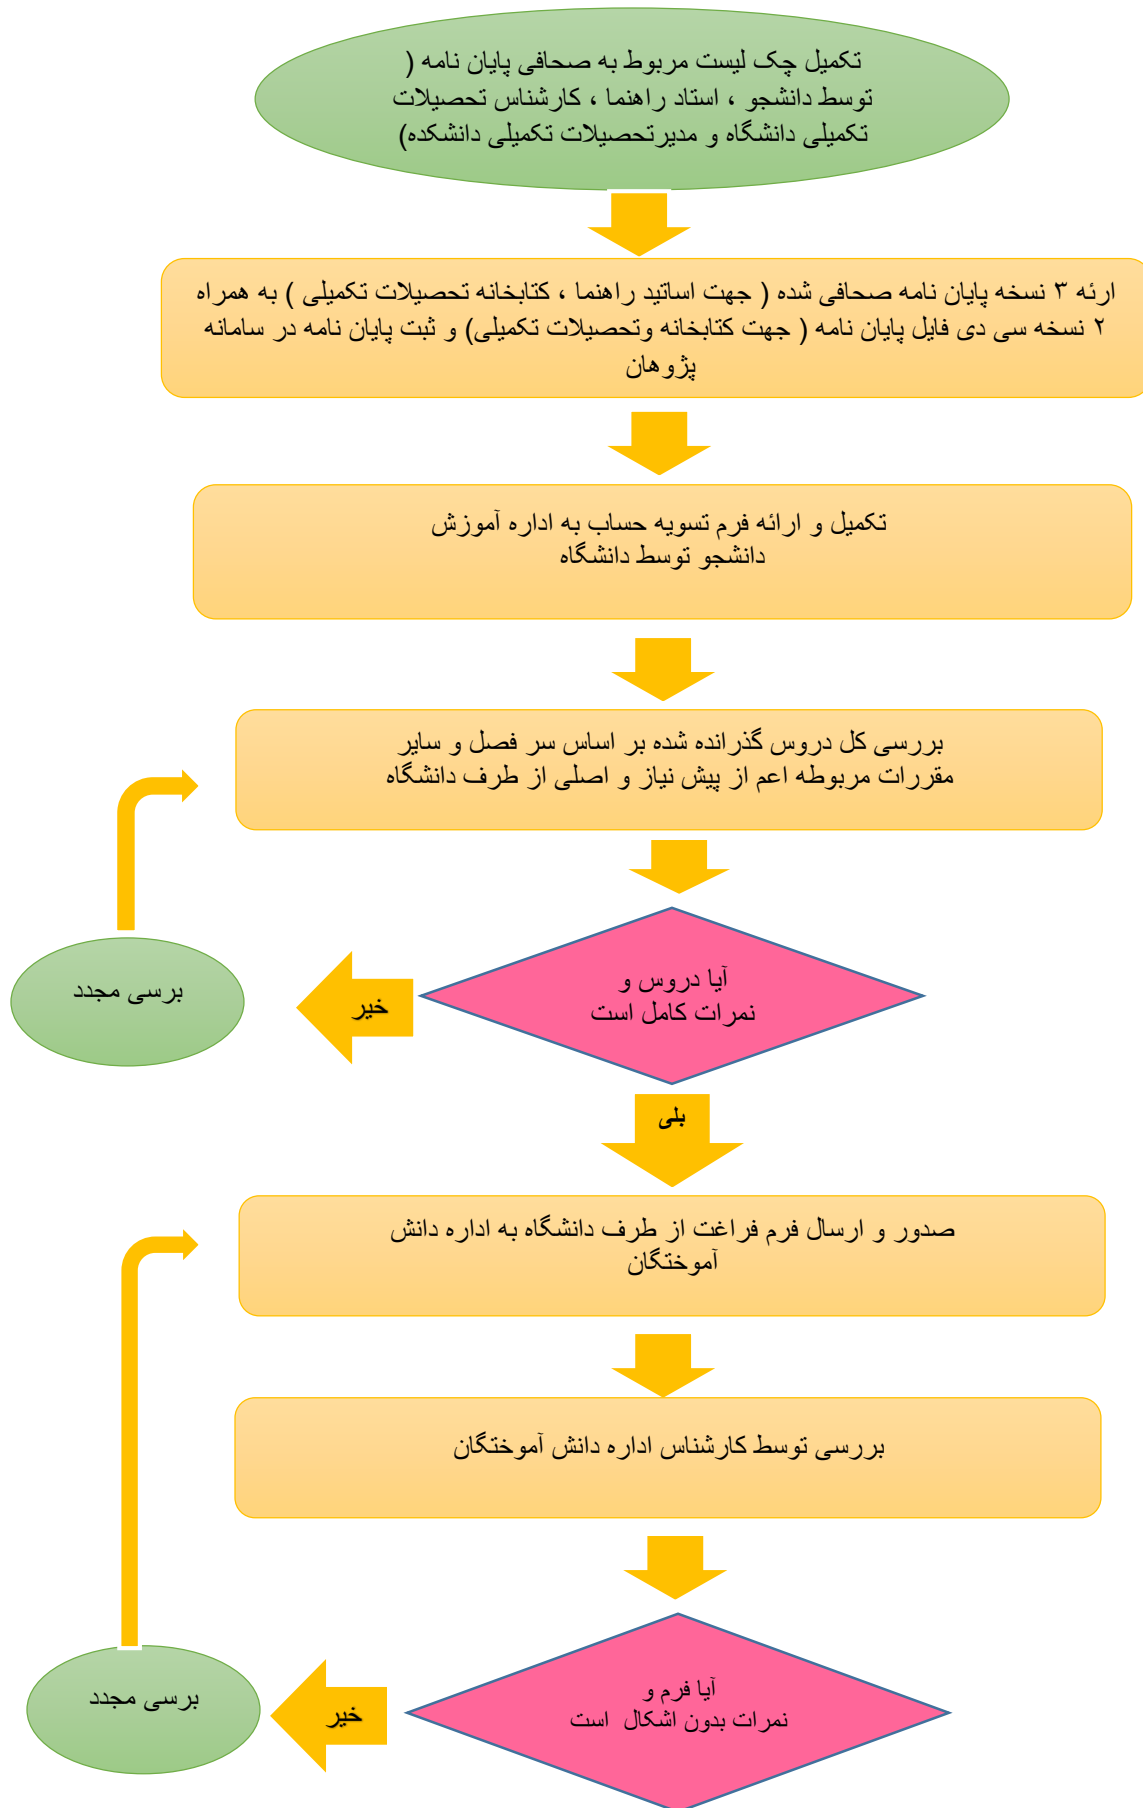 تکمیل چک لیست مربوط به صحافی پایان نامه (
توسط دانشجو ، استاد راهنما ، کارشناس تحصیلات
تکمیلی دانشگاه و مدیرتحصیلات تکمیلی دانشکده)
ارئه ۳ نسخه پایان نامه صحافی شده ( جهت اساتید راهنما ، کتابخانه تحصیلات تکمیلی ) به همراه
۲ نسخه سی دی فایل پایان نامه ( جهت کتابخانه وتحصیلات تکمیلی) و ثبت پایان نامه در سامانه
پژوهان
تکمیل و ارائه فرم تسویه حساب به اداره آموزش
دانشجو توسط دانشگاه
بررسی کل دروس گذرانده شده بر اساس سر فصل و سایر
مقررات مربوطه اعم از پیش نیاز و اصلی از طرف دانشگاه
آیا دروس و
نمرات کامل است
خیر
برسی مجدد
بلی
صدور و ارسال فرم فراغت از طرف دانشگاه به اداره دانش
آموختگان
بررسی توسط کارشناس اداره دانش آموختگان
آیا فرم و
نمرات بدون اشکال است
خیر
برسی مجدد